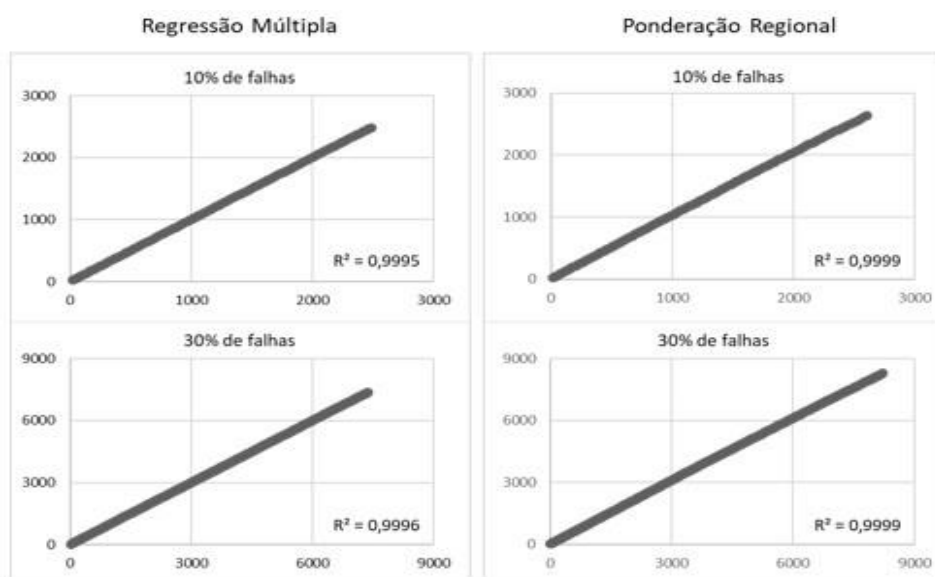 Regressão Múltipla
Ponderação Regional
10% de falhas
3000
2000
1000
0
R² = 0,9995
0 1000 2000 3000
10% de falhas
3000
2000
1000
0
R² = 0,9999
0 1000 2000 3000
30% de falhas
9000
6000
3000
0
R² = 0,9996
0 3000 6000 9000
30% de falhas
9000
6000
3000
0
R² = 0,9999
0 3000 6000 9000